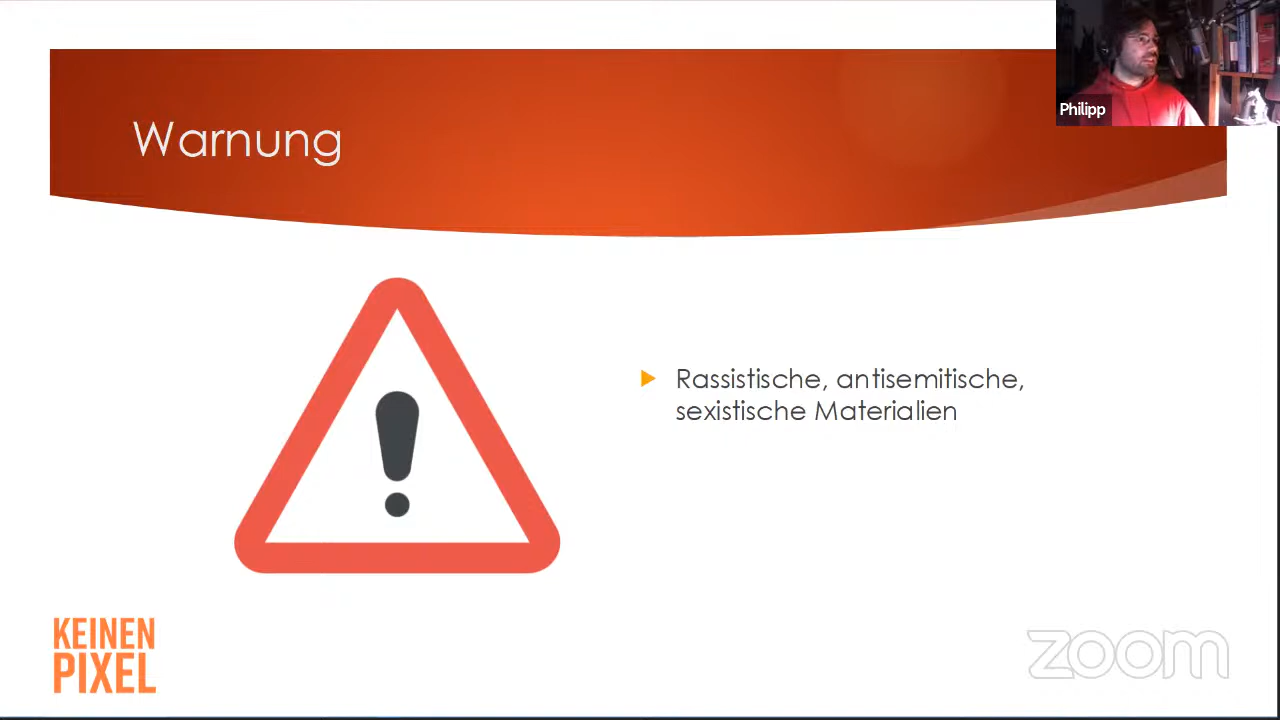 Warnung
Philipp
Rassistische, antisemitische,
sexistische Materialien
KEINEN
PIXEL
zoom